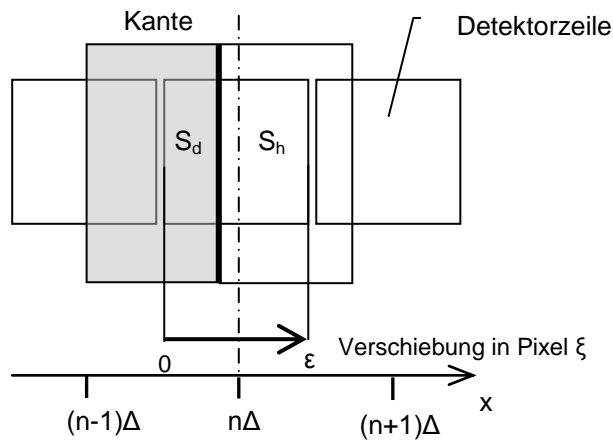 Kante
Detektorzeile
S_d
S_h
0
ε
Verschiebung in Pixel ξ
x
(n-1)Δ
nΔ
(n+1)Δ